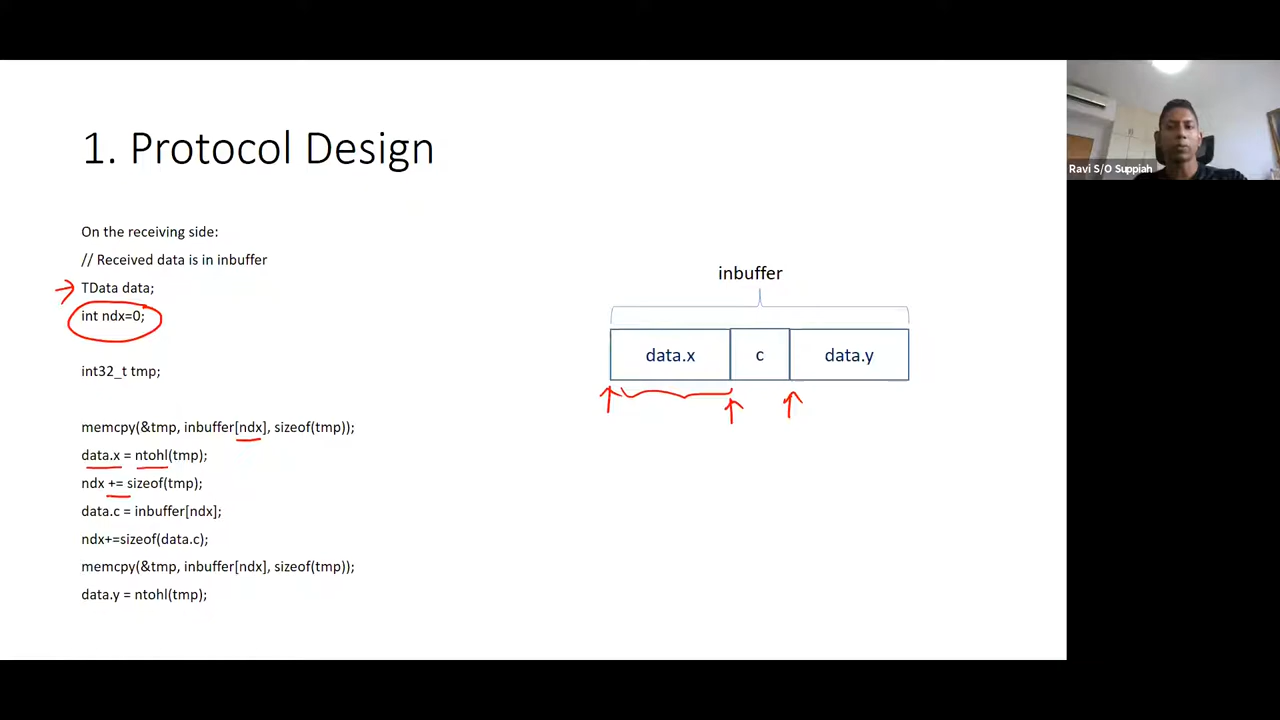 1. Protocol Design
On the receiving side:
// Received data is in inbuffer
TData data;
int ndx=0;
int32_t tmp;
memcpy(&tmp, inbuffer[ndx], sizeof(tmp));
data.x = ntohl(tmp);
ndx += sizeof(tmp);
data.c = inbuffer[ndx];
ndx+=sizeof(data.c);
memcpy(&tmp, inbuffer[ndx], sizeof(tmp));
data.y = ntohl(tmp);
inbuffer
data.x c data.y
Ravi S/O Suppiah